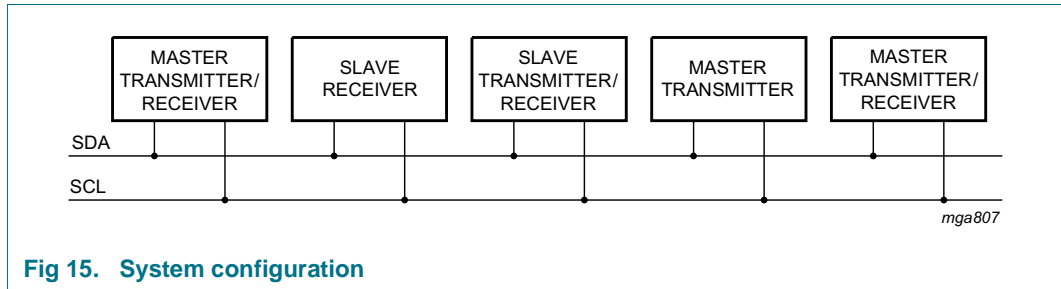 MASTER
TRANSMITTER/
RECEIVER
SLAVE
RECEIVER
SLAVE
TRANSMITTER/
RECEIVER
MASTER
TRANSMITTER
MASTER
TRANSMITTER/
RECEIVER
SDA
SCL
mga807
Fig 15. System configuration